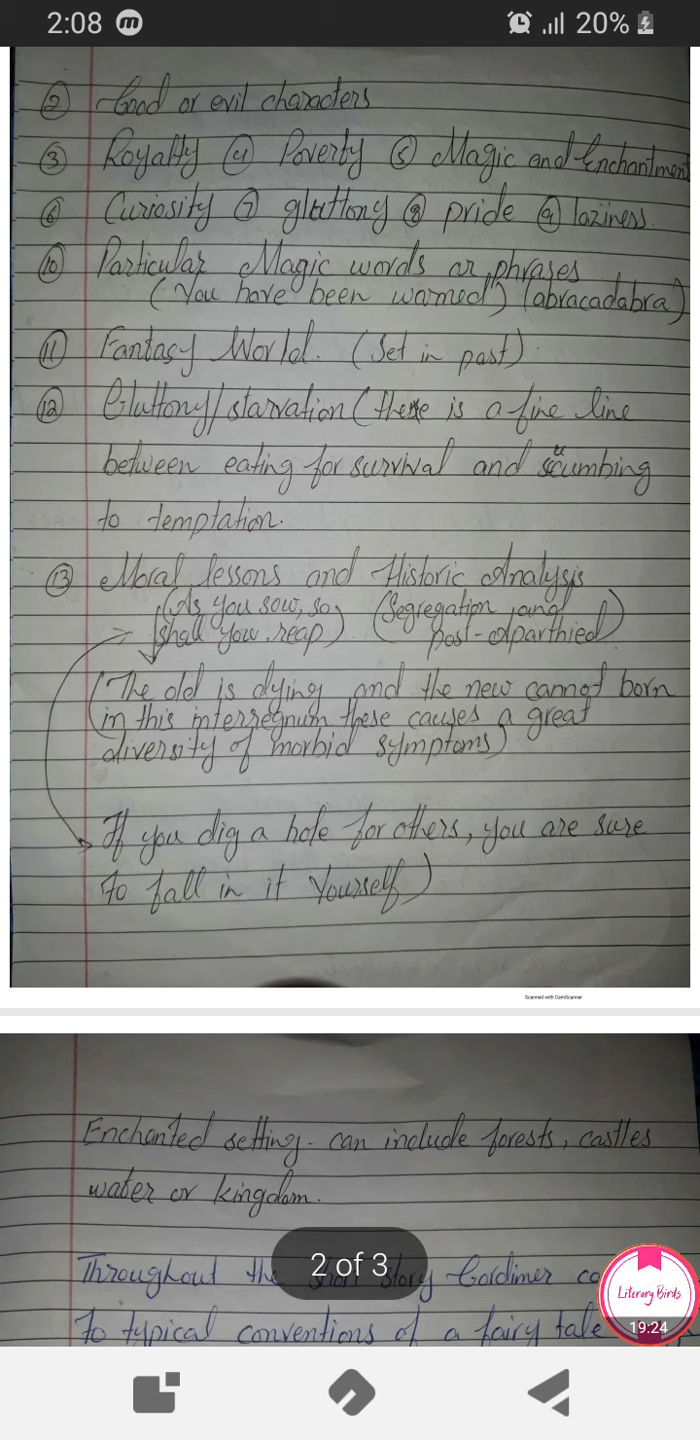 2:08
20%
② Good or evil characters
③ Royalty ④ Poverty ⑤ Magic and Enchantment
⑥ Curiosity ⑦ gluttony ⑧ pride ⑨ laziness.
⑩ Particular Magic words or phrases
(You have been warned") (abracadabra)
⑪ Fantasy World. (Set in past)
⑫ Gluttony/starvation (there is a fine line
between eating for survival and scumbing
to temptation.
⑬ Moral lessons and Historic Analysis
(As you sow, so (Segregation and
shall you reap) post-Aparthied)
(The old is dying and the new cannot born
in this interregnum these causes a great
diversity of morbid symptoms)
If you dig a hole for others, you are sure
to fall in it Yourself)
Scanned with CamScanner
Enchanted setting. can include forests, castles
water or kingdom.
2 of 3
Throughout the short story Gordimer co
to typical conventions of a fairy tale
Literary Birds
19:24